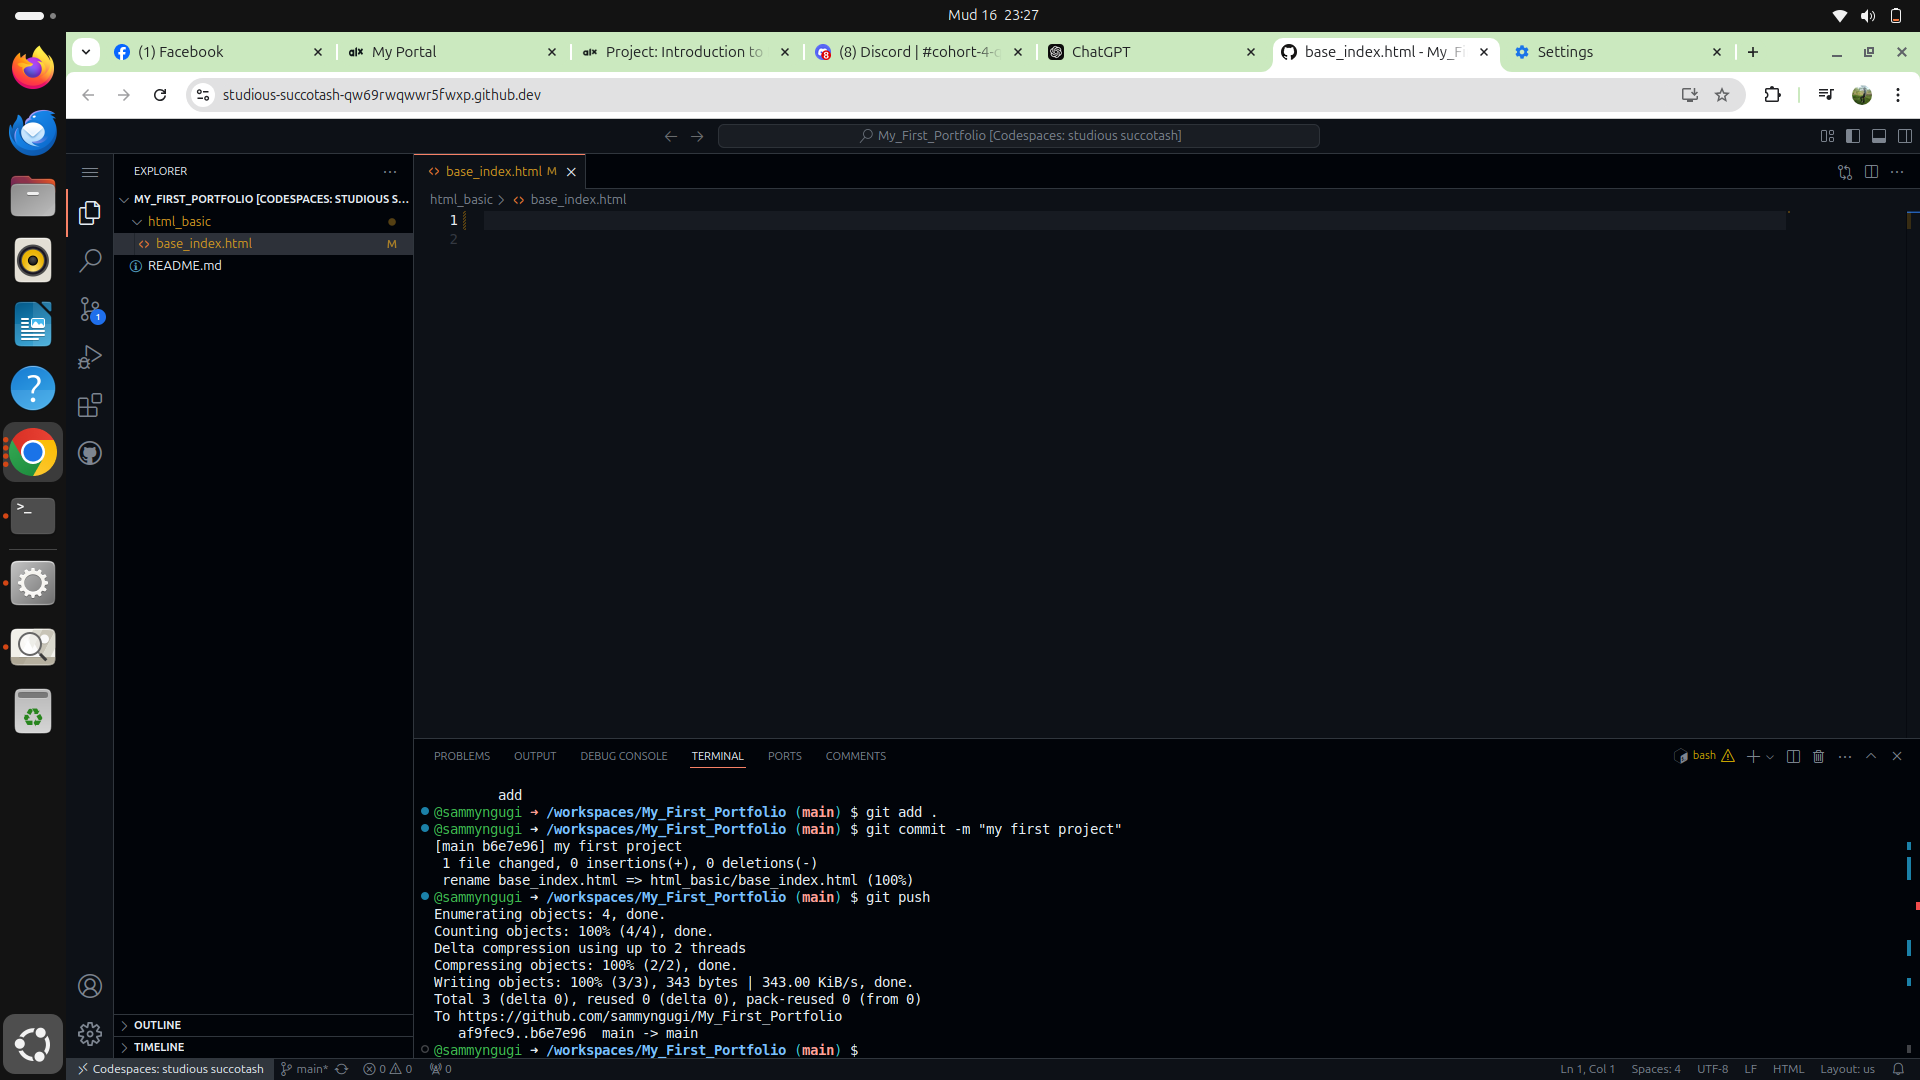 Mud 16 23:27
(1) Facebook
My Portal
Project: Introduction to
(8) Discord | #cohort-4-c
ChatGPT
base_index.html - My_Fi
Settings
studious-succotash-qw69rwqwwr5fwxp.github.dev
My_First_Portfolio [Codespaces: studious succotash]
EXPLORER
MY_FIRST_PORTFOLIO [CODESPACES: STUDIOUS S...
html_basic
base_index.html M
README.md
base_index.html M
html_basic > base_index.html
1
2
1
PROBLEMS OUTPUT DEBUG CONSOLE TERMINAL PORTS COMMENTS
bash
add
@sammyngugi ➜ /workspaces/My_First_Portfolio (main) $ git add .
@sammyngugi ➜ /workspaces/My_First_Portfolio (main) $ git commit -m "my first project"
[main b6e7e96] my first project
1 file changed, 0 insertions(+), 0 deletions(-)
rename base_index.html => html_basic/base_index.html (100%)
@sammyngugi ➜ /workspaces/My_First_Portfolio (main) $ git push
Enumerating objects: 4, done.
Counting objects: 100% (4/4), done.
Delta compression using up to 2 threads
Compressing objects: 100% (2/2), done.
Writing objects: 100% (3/3), 343 bytes | 343.00 KiB/s, done.
Total 3 (delta 0), reused 0 (delta 0), pack-reused 0 (from 0)
To https://github.com/sammyngugi/My_First_Portfolio
af9fec9..b6e7e96 main -> main
@sammyngugi ➜ /workspaces/My_First_Portfolio (main) $
OUTLINE
TIMELINE
Codespaces: studious succotash main* 0 0 0
Ln 1, Col 1 Spaces: 4 UTF-8 LF HTML Layout: us